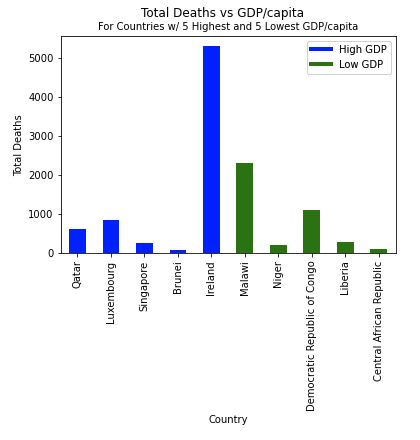 Total Deaths vs GDP/capita
For Countries w/ 5 Highest and 5 Lowest GDP/capita
High GDP
Low GDP
Total Deaths
5000
4000
3000
2000
1000
0
Qatar
Luxembourg
Singapore
Brunei
Ireland
Malawi
Niger
Democratic Republic of Congo
Liberia
Central African Republic
Country